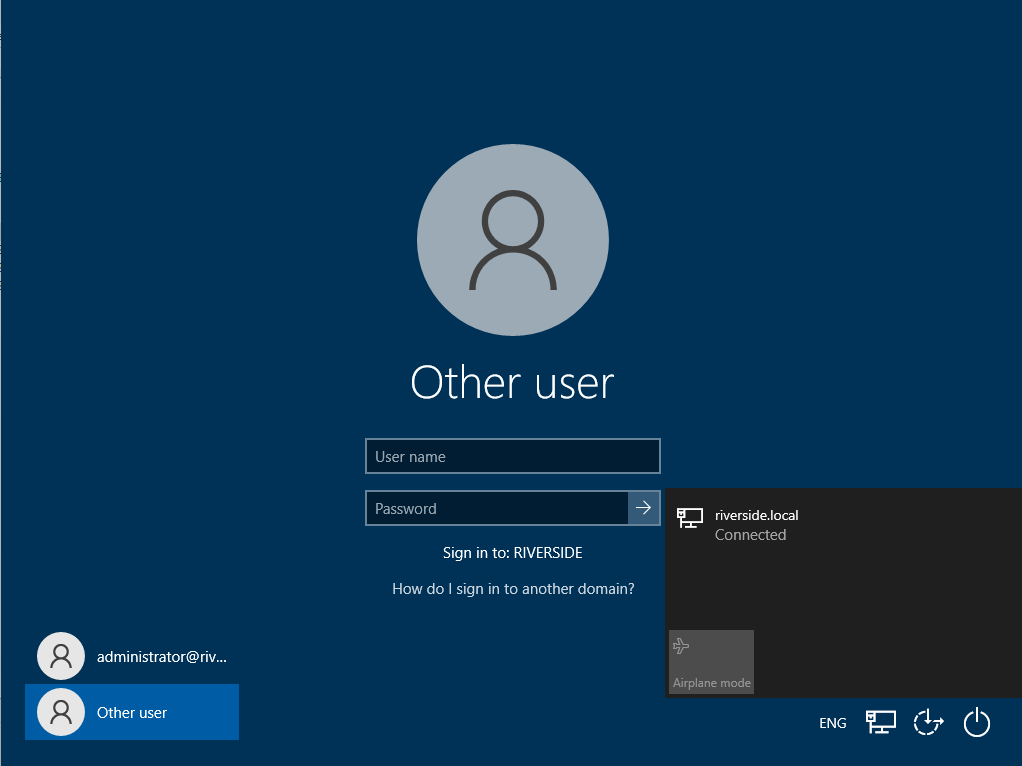 Other user
User name
Password
Sign in to: RIVERSIDE
How do I sign in to another domain?
riverside.local
Connected
Airplane mode
administrator@riv...
Other user
ENG